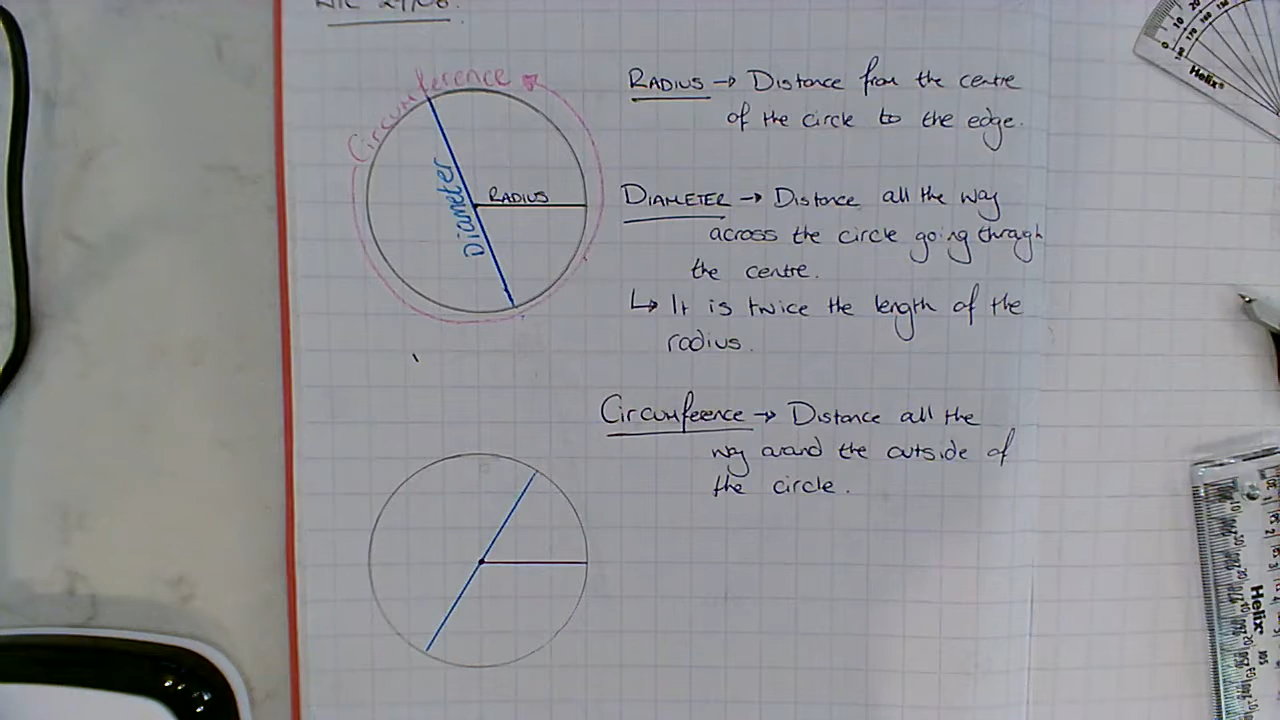 Circumference
RADIUS
Diameter
RADIUS → Distance from the centre
of the circle to the edge.
DIAMETER → Distance all the way
across the circle going through
the centre.
↳ It is twice the length of the
radius.
Circumfeence → Distance all the
way around the outside of
the circle.
Helix
Helix